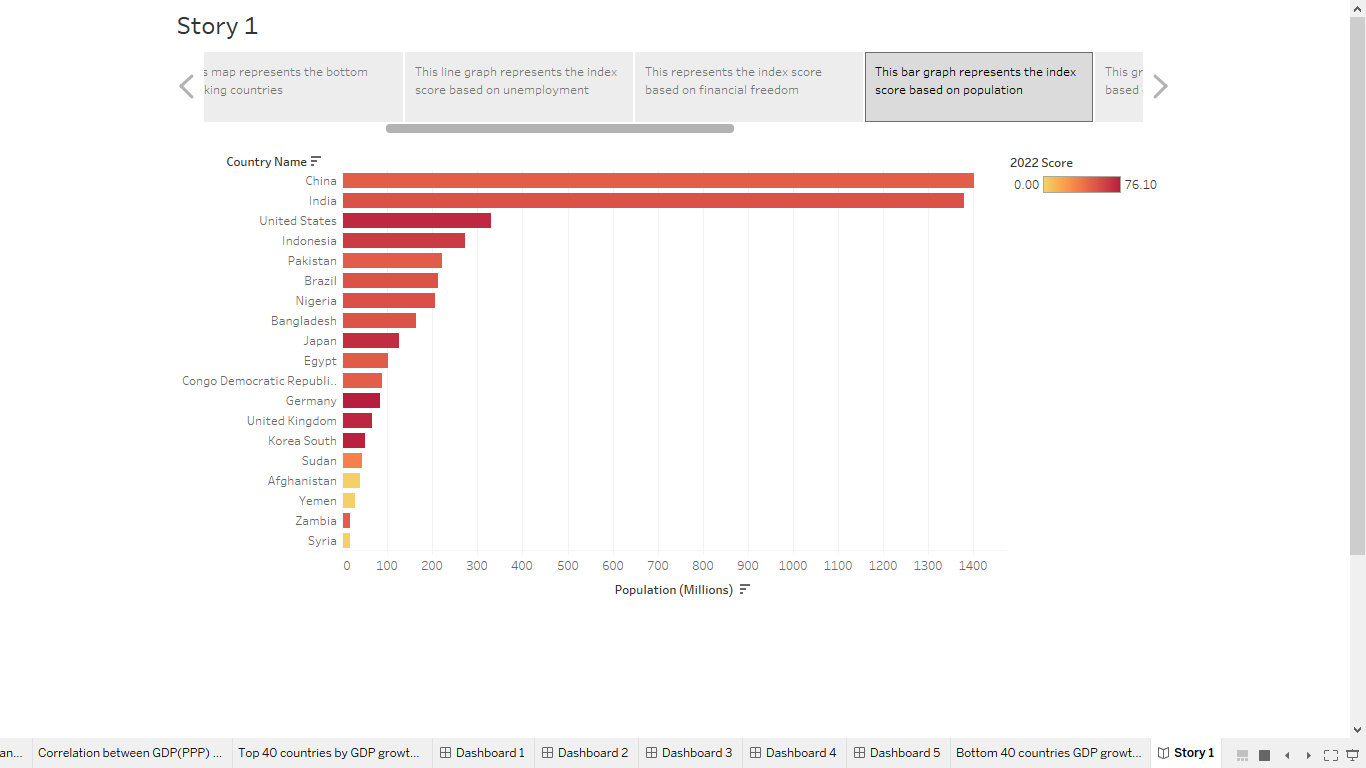 Story 1
s map represents the bottom
king countries
This line graph represents the index
score based on unemployment
This represents the index score
based on financial freedom
This bar graph represents the index
score based on population
This gr
based
Country Name
China
India
United States
Indonesia
Pakistan
Brazil
Nigeria
Bangladesh
Japan
Egypt
Congo Democratic Republi..
Germany
United Kingdom
Korea South
Sudan
Afghanistan
Yemen
Zambia
Syria
0 100 200 300 400 500 600 700 800 900 1000 1100 1200 1300 1400
Population (Millions)
2022 Score
0.00 76.10
an... Correlation between GDP(PPP) ... Top 40 countries by GDP growt... Dashboard 1 Dashboard 2 Dashboard 3 Dashboard 4 Dashboard 5 Bottom 40 countries GDP growt... Story 1